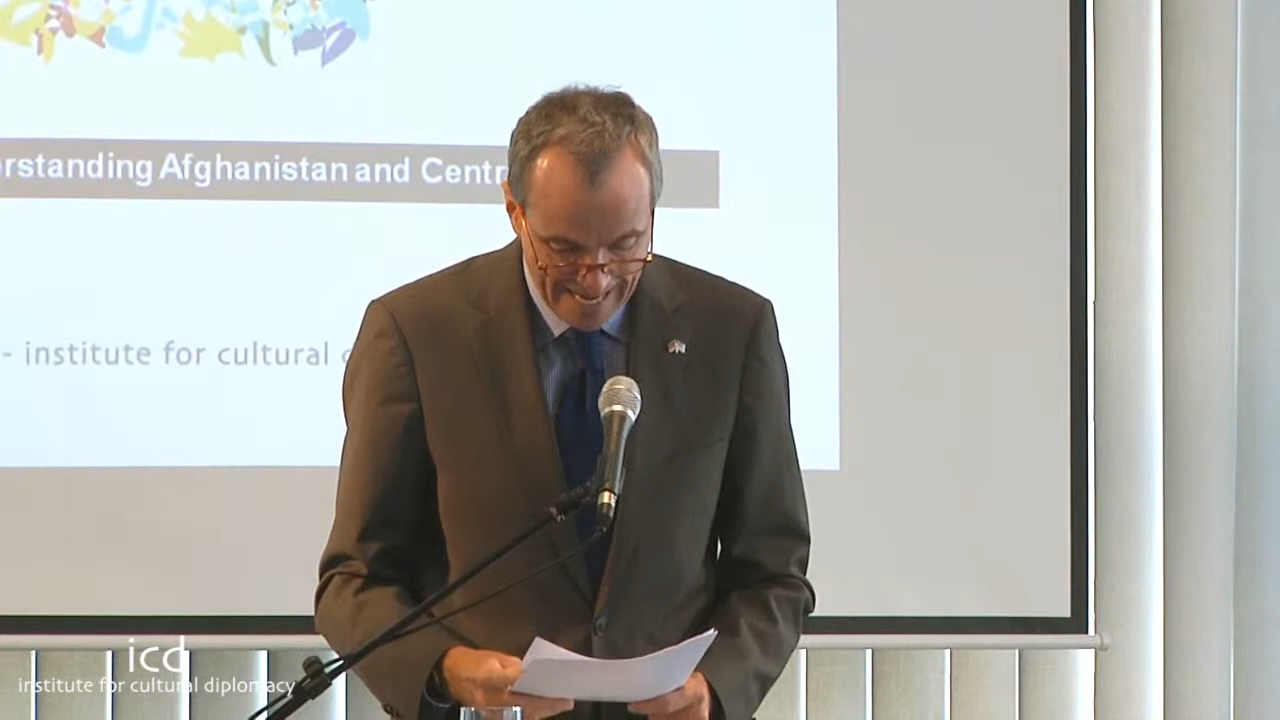 rstanding Afghanistan and Centr
- institute for cultural
icd
institute for cultural diplomacy